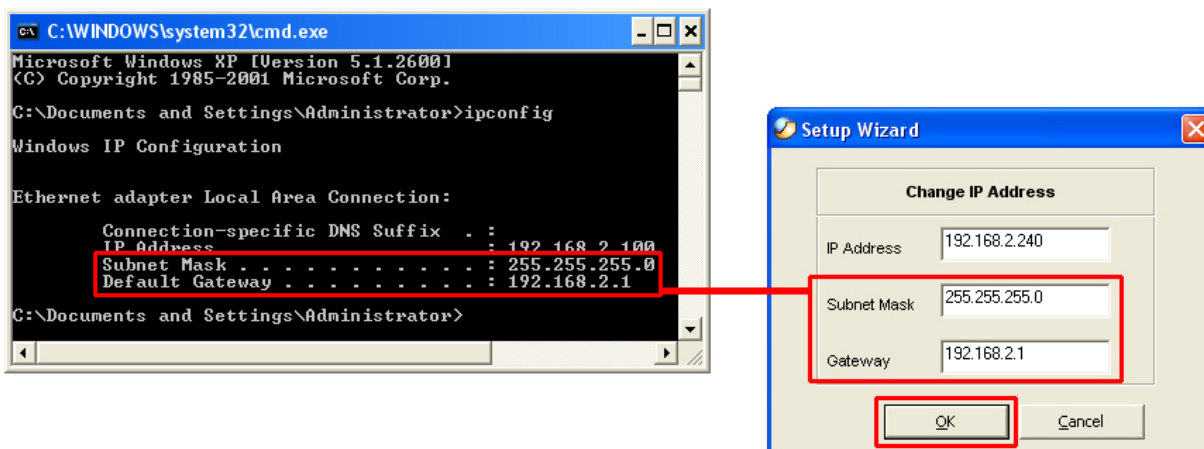 C:\WINDOWS\system32\cmd.exe
Microsoft Windows XP [Version 5.1.2600]
(C) Copyright 1985-2001 Microsoft Corp.
C:\Documents and Settings\Administrator>ipconfig
Windows IP Configuration
Ethernet adapter Local Area Connection:
Connection-specific DNS Suffix . :
IP Address. . . . . . . . . . . . : 192.168.2.100
Subnet Mask . . . . . . . . . . . : 255.255.255.0
Default Gateway . . . . . . . . . : 192.168.2.1
C:\Documents and Settings\Administrator>
Setup Wizard
Change IP Address
IP Address 192.168.2.240
Subnet Mask 255.255.255.0
Gateway 192.168.2.1
OK Cancel